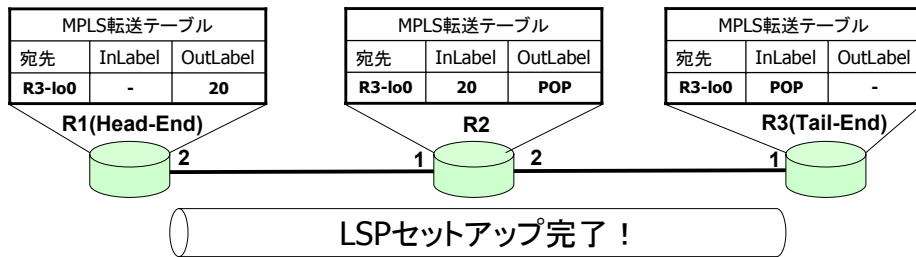 MPLS転送テーブル
宛先 InLabel OutLabel
R3-lo0 - 20
MPLS転送テーブル
宛先 InLabel OutLabel
R3-lo0 20 POP
MPLS転送テーブル
宛先 InLabel OutLabel
R3-lo0 POP -
R1(Head-End) R2 R3(Tail-End)
2 1 2 1
LSPセットアップ完了！